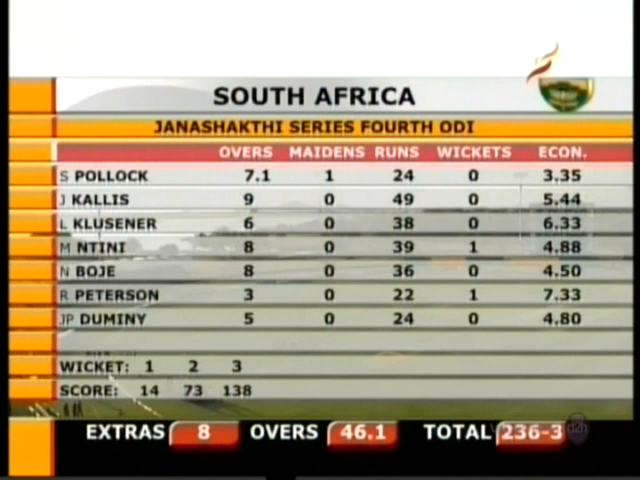 SOUTH AFRICA
JANASHAKTHI SERIES FOURTH ODI
OVERS MAIDENS RUNS WICKETS ECON.
S POLLOCK 7.1 1 24 0 3.35
J KALLIS 9 0 49 0 5.44
L KLUSENER 6 0 38 0 6.33
M NTINI 8 0 39 1 4.88
N BOJE 8 0 36 0 4.50
R PETERSON 3 0 22 1 7.33
JP DUMINY 5 0 24 0 4.80
WICKET: 1 2 3
SCORE: 14 73 138
EXTRAS 8 OVERS 46.1 TOTAL 236-3